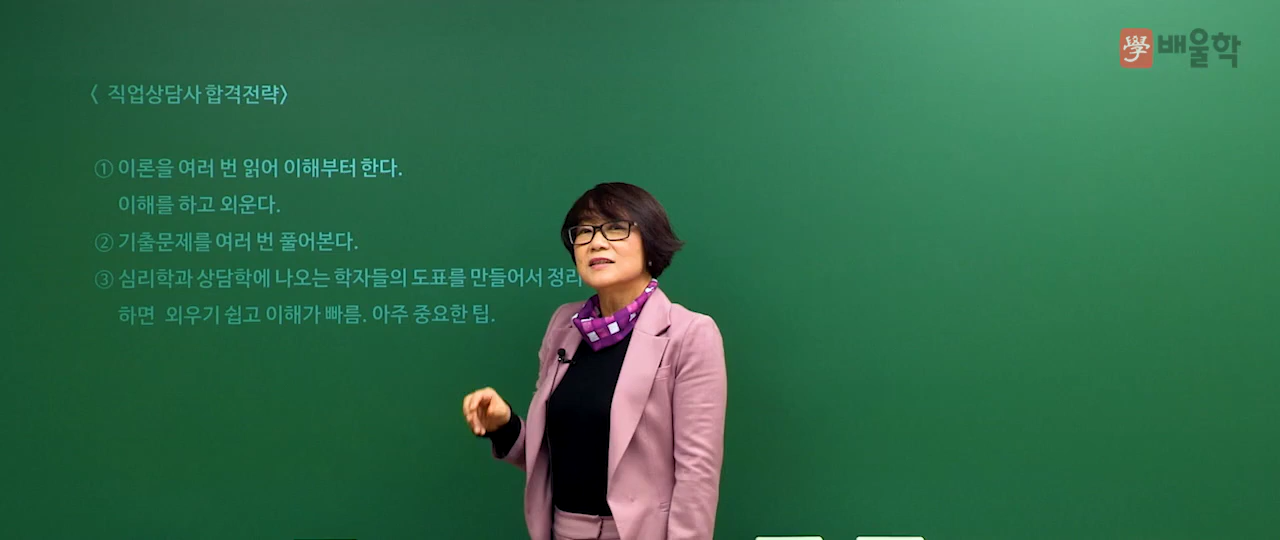 學 배울학
〈 직업상담사 합격전략〉
① 이론을 여러 번 읽어 이해부터 한다.
이해를 하고 외운다.
② 기출문제를 여러 번 풀어본다.
③ 심리학과 상담학에 나오는 학자들의 도표를 만들어서 정리
하면 외우기 쉽고 이해가 빠름. 아주 중요한 팁.